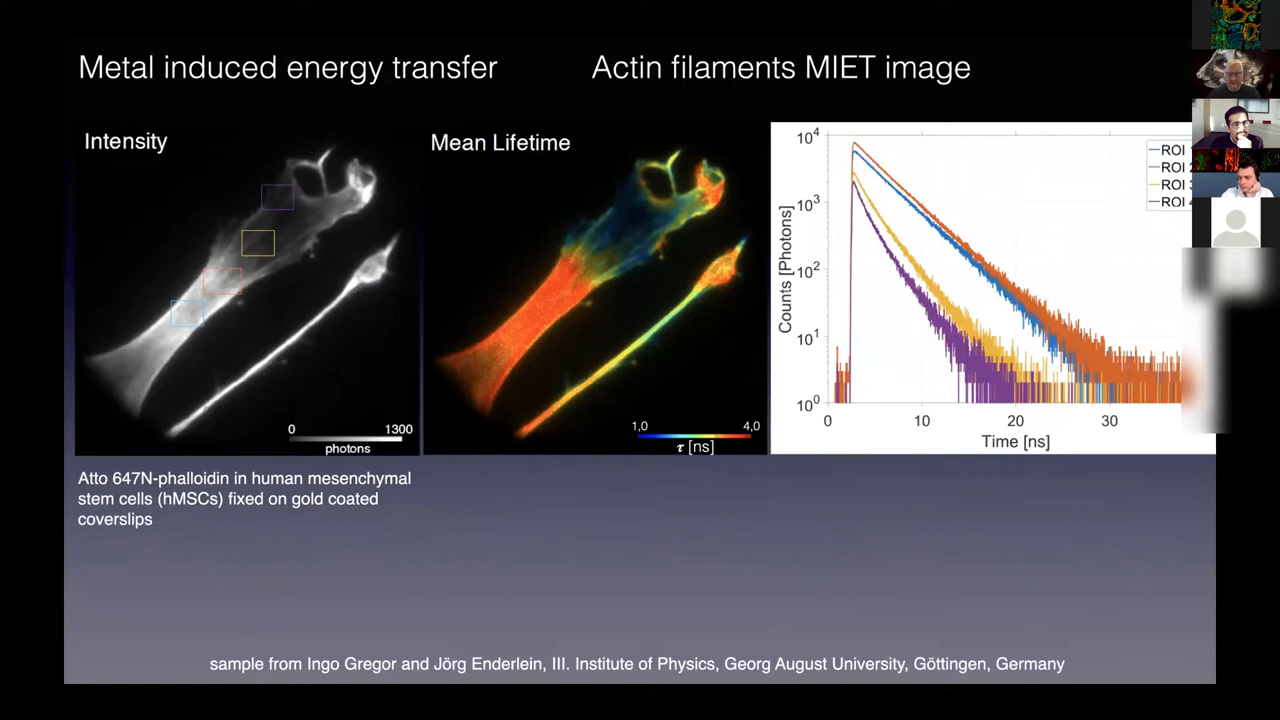 Metal induced energy transfer
Actin filaments MIET image
Intensity
0 1300
photons
Mean Lifetime
1,0 4,0
τ [ns]
10⁴
10³
10²
10¹
10⁰
Counts [Photons]
0 10 20 30
Time [ns]
ROI
ROI
ROI 3
ROI
Atto 647N-phalloidin in human mesenchymal
stem cells (hMSCs) fixed on gold coated
coverslips
sample from Ingo Gregor and Jörg Enderlein, III. Institute of Physics, Georg August University, Göttingen, Germany